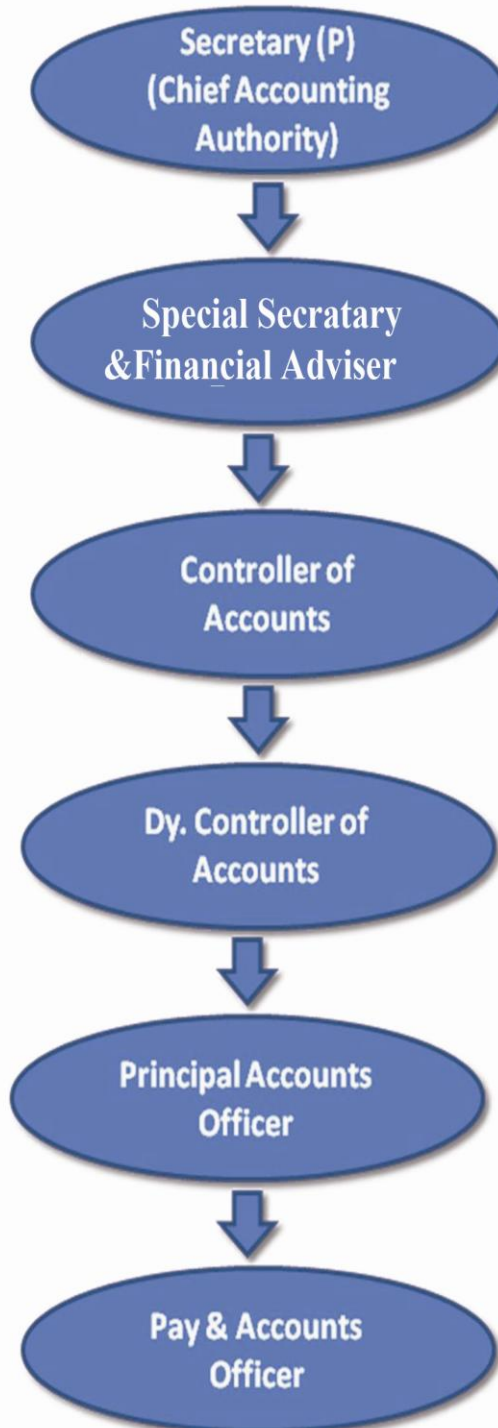 Secretary (P)
(Chief Accounting
Authority)
Special Secratary
&Financial Adviser
Controller of
Accounts
Dy. Controller of
Accounts
Principal Accounts
Officer
Pay & Accounts
Officer